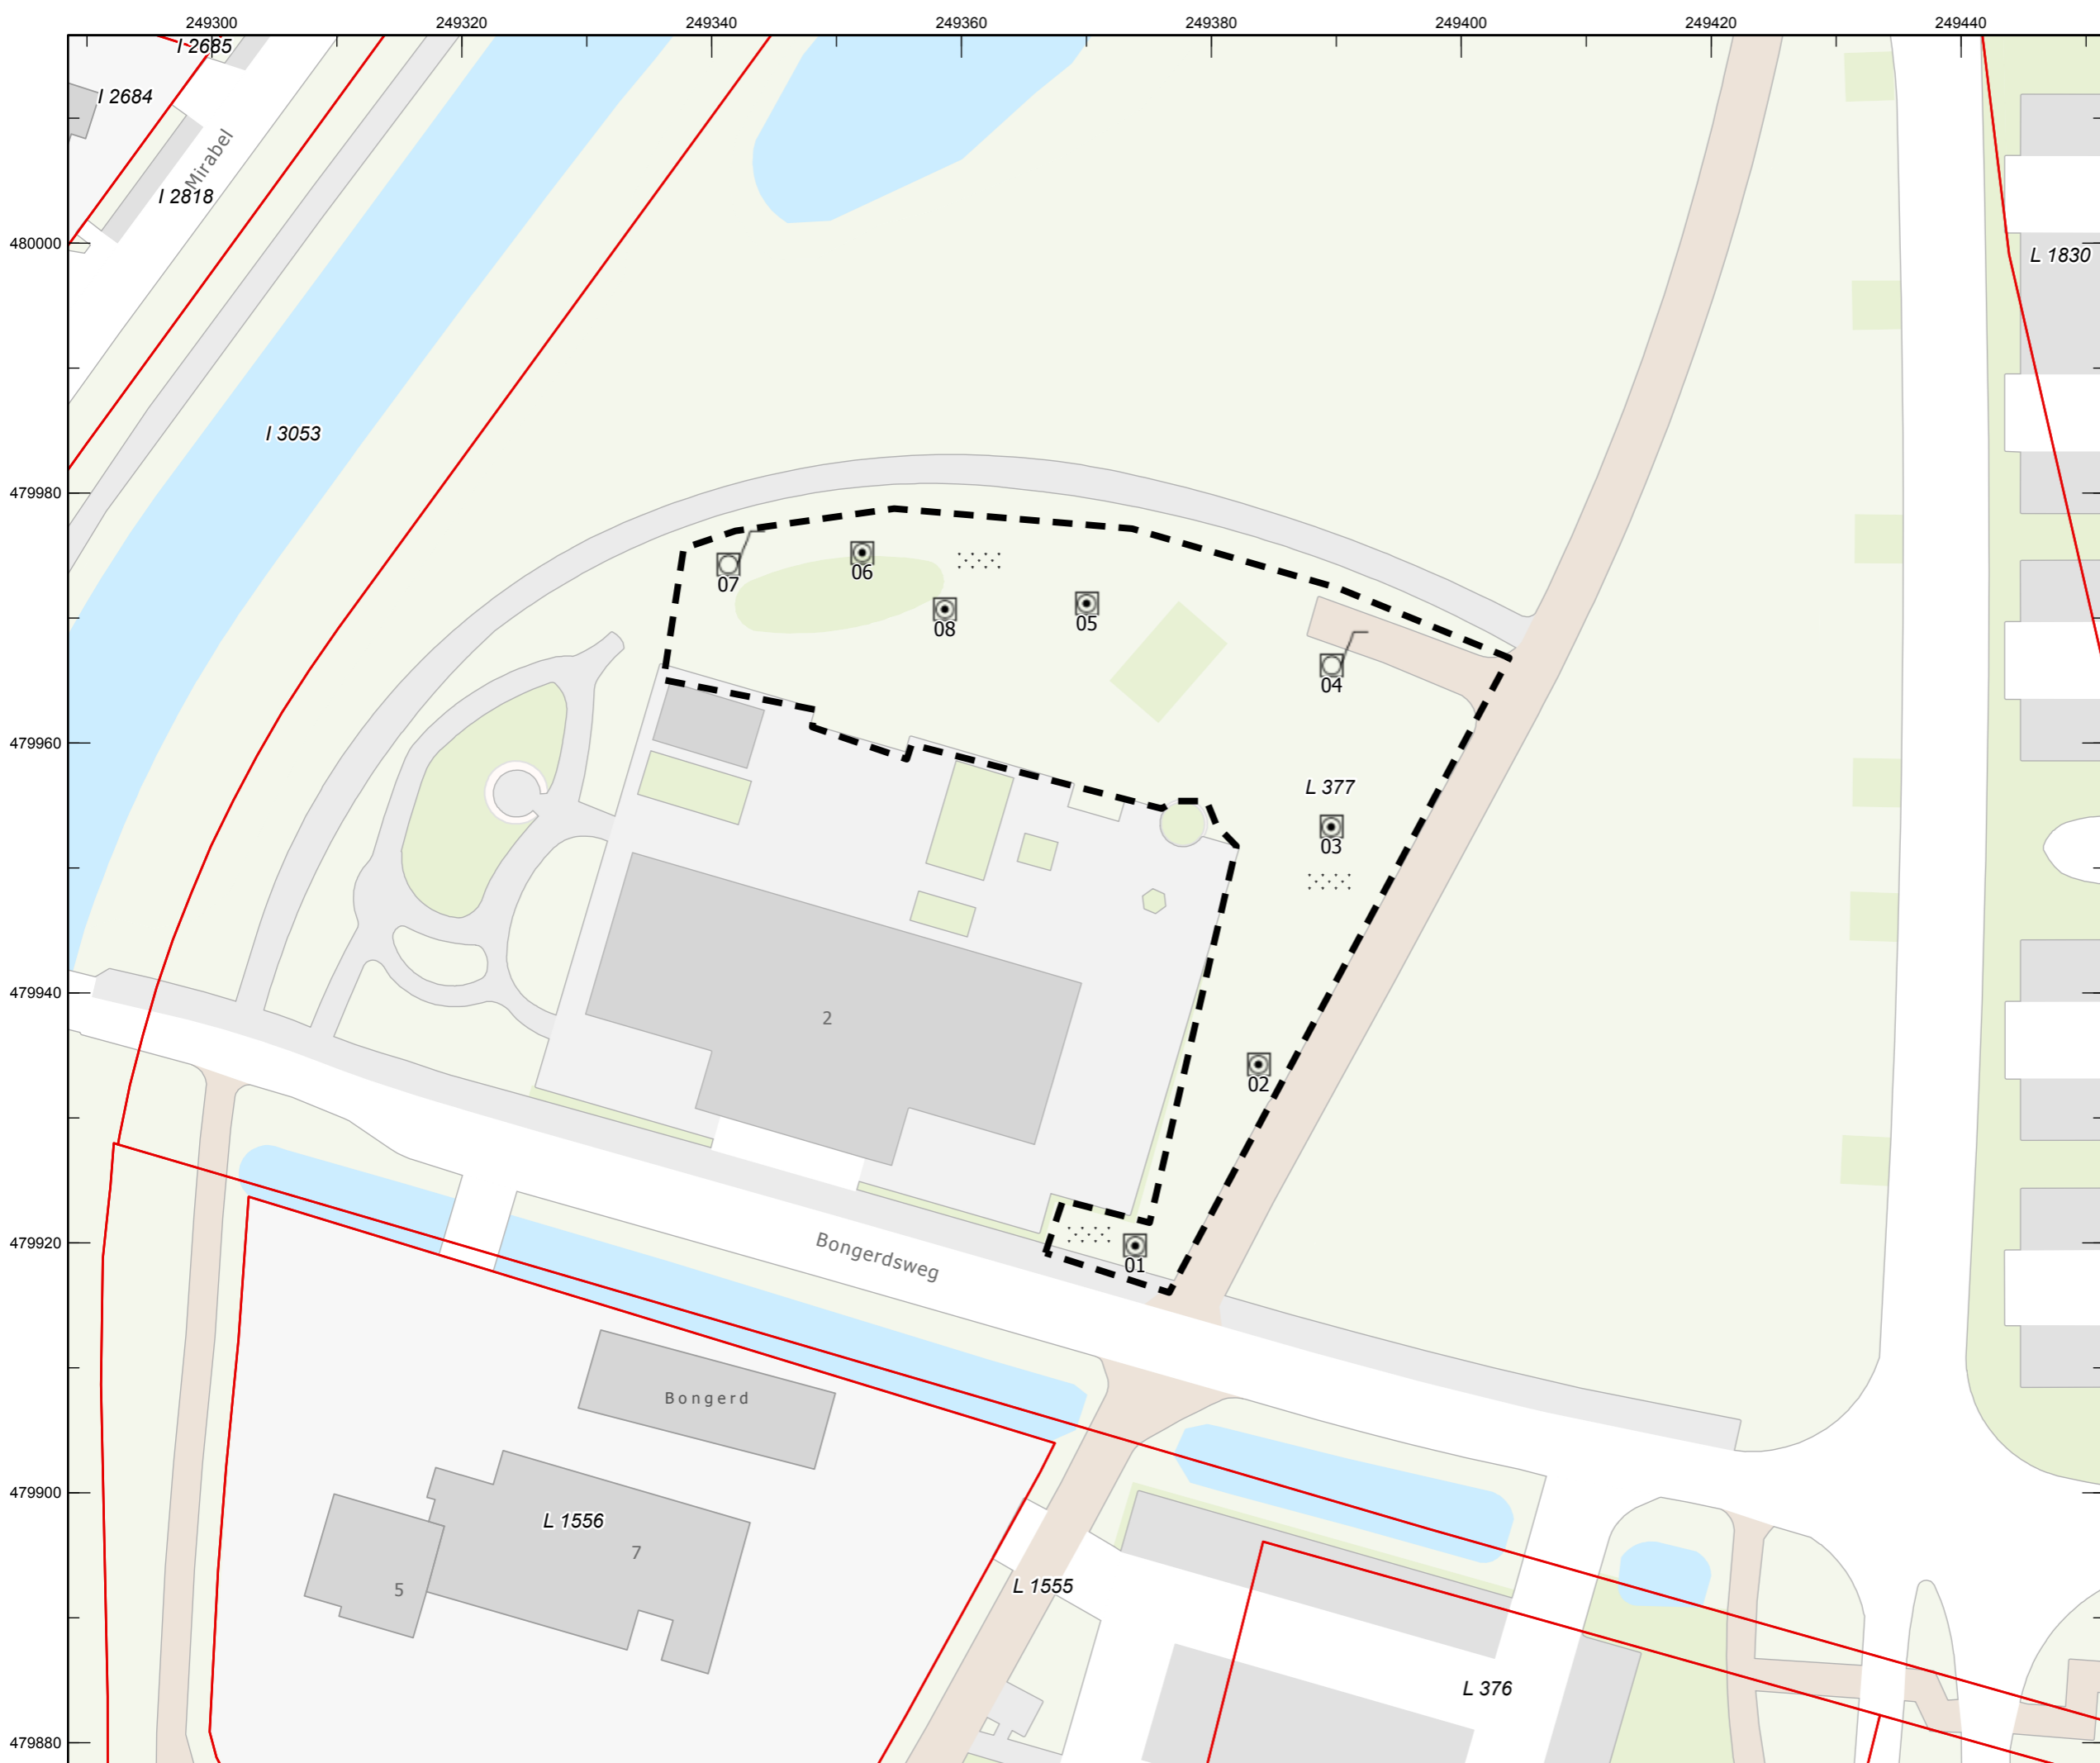 249300 249320 249340 249360 249380 249400 249420 249440
I 2685
I 2684
Mirabel
I 2818
480000
L 1830
I 3053
479980
06
07
05
08
04
479960
L 377
03
479940
2
02
479920
Bongerdsweg
01
Bongerd
479900
L 1556
7
5
L 1555
L 376
479880